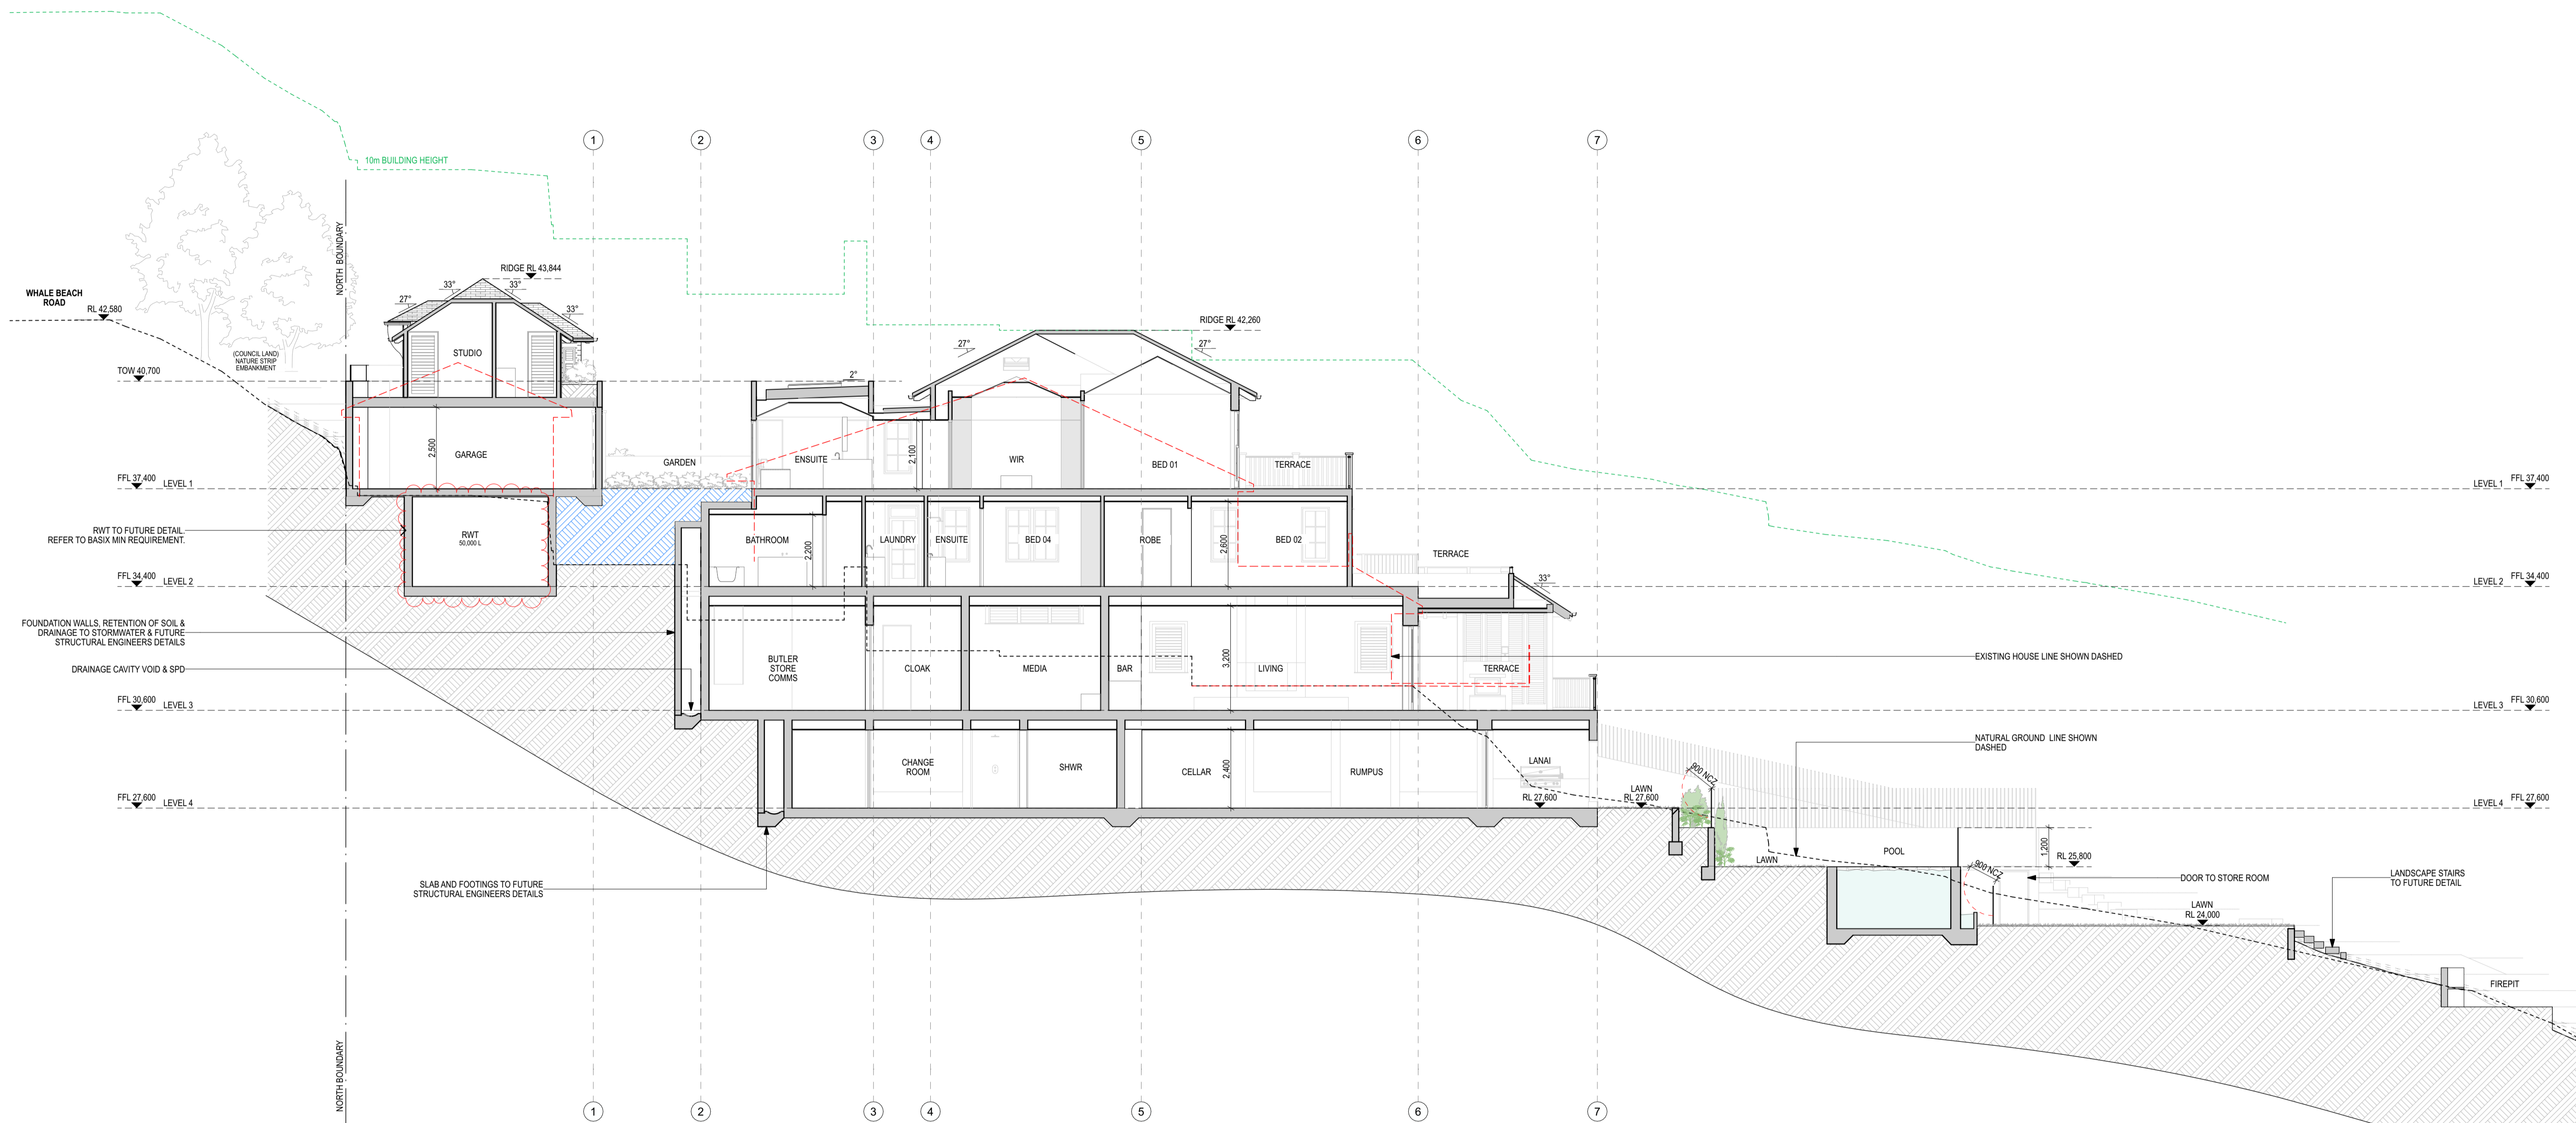 1
2
3
4
5
6
7
10m BUILDING HEIGHT
NORTH BOUNDARY
RIDGE RL 43,844
33°
33°
27°
33°
WHALE BEACH
ROAD
RL 42,580
RIDGE RL 42,260
27°
27°
(COUNCIL LAND)
NATURE STRIP
EMBANKMENT
STUDIO
TOW 40,700
2°
2,500
GARAGE
GARDEN
ENSUITE
2,100
WIR
BED 01
TERRACE
FFL 37,400
LEVEL 1
LEVEL 1
FFL 37,400
RWT TO FUTURE DETAIL.
REFER TO BASIX MIN REQUIREMENT.
RWT
50,000 L
BATHROOM
2,200
LAUNDRY
ENSUITE
BED 04
ROBE
2,600
BED 02
TERRACE
FFL 34,400
LEVEL 2
33°
LEVEL 2
FFL 34,400
FOUNDATION WALLS, RETENTION OF SOIL &
DRAINAGE TO STORMWATER & FUTURE
STRUCTURAL ENGINEERS DETAILS
DRAINAGE CAVITY VOID & SPD
BUTLER
STORE
COMMS
CLOAK
MEDIA
BAR
3,200
LIVING
TERRACE
EXISTING HOUSE LINE SHOWN DASHED
FFL 30,600
LEVEL 3
LEVEL 3
FFL 30,600
NATURAL GROUND LINE SHOWN
DASHED
CHANGE
ROOM
SHWR
CELLAR
2,400
RUMPUS
LANAI
900 NCZ
FFL 27,600
LEVEL 4
RL 27,600
LAWN
RL 27,600
LEVEL 4
FFL 27,600
LAWN
POOL
1,200
RL 25,800
900 NCZ
DOOR TO STORE ROOM
LANDSCAPE STAIRS
TO FUTURE DETAIL
SLAB AND FOOTINGS TO FUTURE
STRUCTURAL ENGINEERS DETAILS
LAWN
RL 24,000
FIREPIT
NORTH BOUNDARY
1
2
3
4
5
6
7